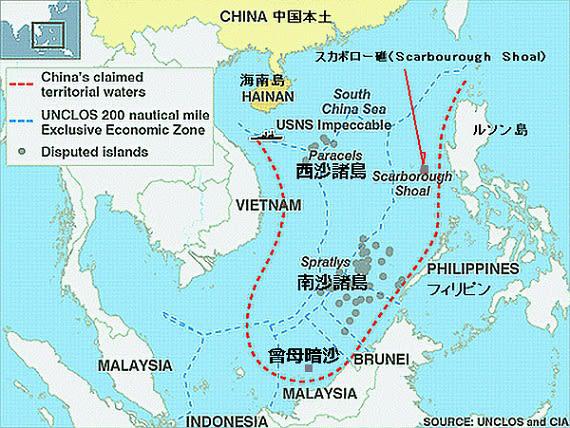 CHINA 中国本土
スカボロー礁(Scarbourough Shoal)
China's claimed
territorial waters
UNCLOS 200 nautical mile
Exclusive Economic Zone
Disputed islands
海南島
HAINAN
South
China Sea
USNS Impeccable
ルソン島
Paracels
西沙諸島
Scarborough
Shoal
VIETNAM
Spratlys
南沙諸島
PHILIPPINES
フィリピン
曾母暗沙
BRUNEI
MALAYSIA
MALAYSIA
INDONESIA
SOURCE: UNCLOS and CIA